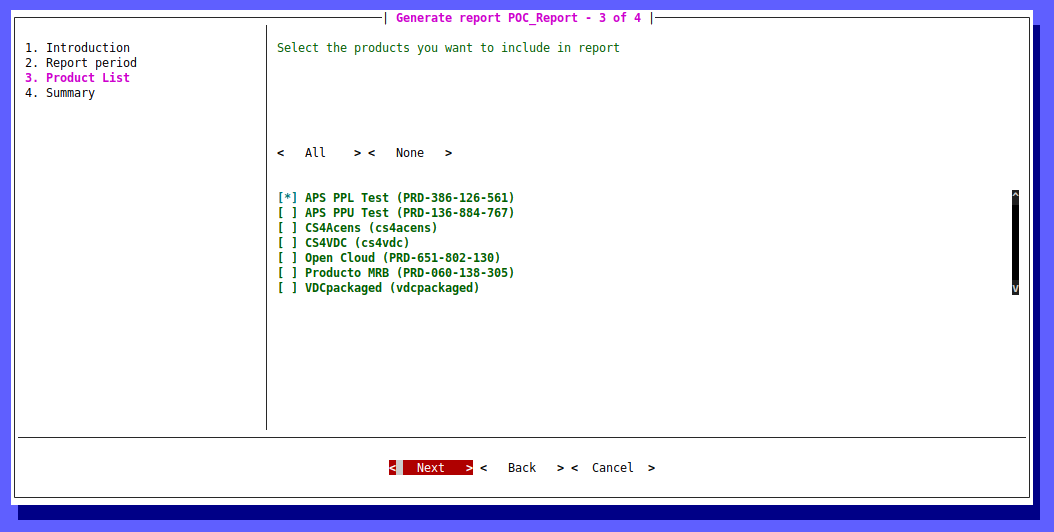 Generate report POC_Report - 3 of 4
1. Introduction
2. Report period
3. Product List
4. Summary
Select the products you want to include in report
< All > < None >
[*] APS PPL Test (PRD-386-126-561)
[ ] APS PPU Test (PRD-136-884-767)
[ ] CS4Acens (cs4acens)
[ ] CS4VDC (cs4vdc)
[ ] Open Cloud (PRD-651-802-130)
[ ] Producto MRB (PRD-060-138-305)
[ ] VDCpackaged (vdcpackaged)
< Next > < Back > < Cancel >